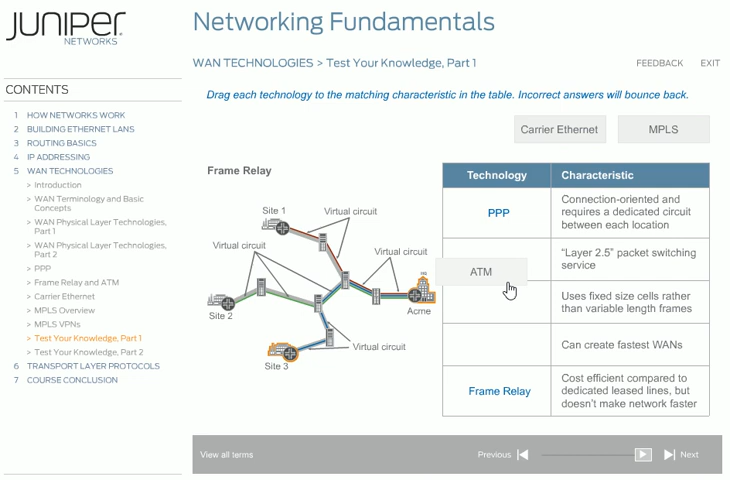 JUNIPER
NETWORKS
Networking Fundamentals
WAN TECHNOLOGIES > Test Your Knowledge, Part 1
FEEDBACK EXIT
CONTENTS
1 HOW NETWORKS WORK
2 BUILDING ETHERNET LANS
3 ROUTING BASICS
4 IP ADDRESSING
5 WAN TECHNOLOGIES
> Introduction
> WAN Terminology and Basic
Concepts
> WAN Physical Layer Technologies,
Part 1
> WAN Physical Layer Technologies,
Part 2
> PPP
> Frame Relay and ATM
> Carrier Ethernet
> MPLS Overview
> MPLS VPNs
> Test Your Knowledge, Part 1
> Test Your Knowledge, Part 2
6 TRANSPORT LAYER PROTOCOLS
7 COURSE CONCLUSION
Drag each technology to the matching characteristic in the table. Incorrect answers will bounce back.
Carrier Ethernet
MPLS
Frame Relay
Site 1
Virtual circuit
Virtual circuit
Virtual circuit
Site 2
Acme
Virtual circuit
Site 3
Technology Characteristic
PPP
Connection-oriented and
requires a dedicated circuit
between each location
“Layer 2.5” packet switching
service
ATM
Uses fixed size cells rather
than variable length frames
Can create fastest WANs
Frame Relay
Cost efficient compared to
dedicated leased lines, but
doesn't make network faster
View all terms
Previous
Next